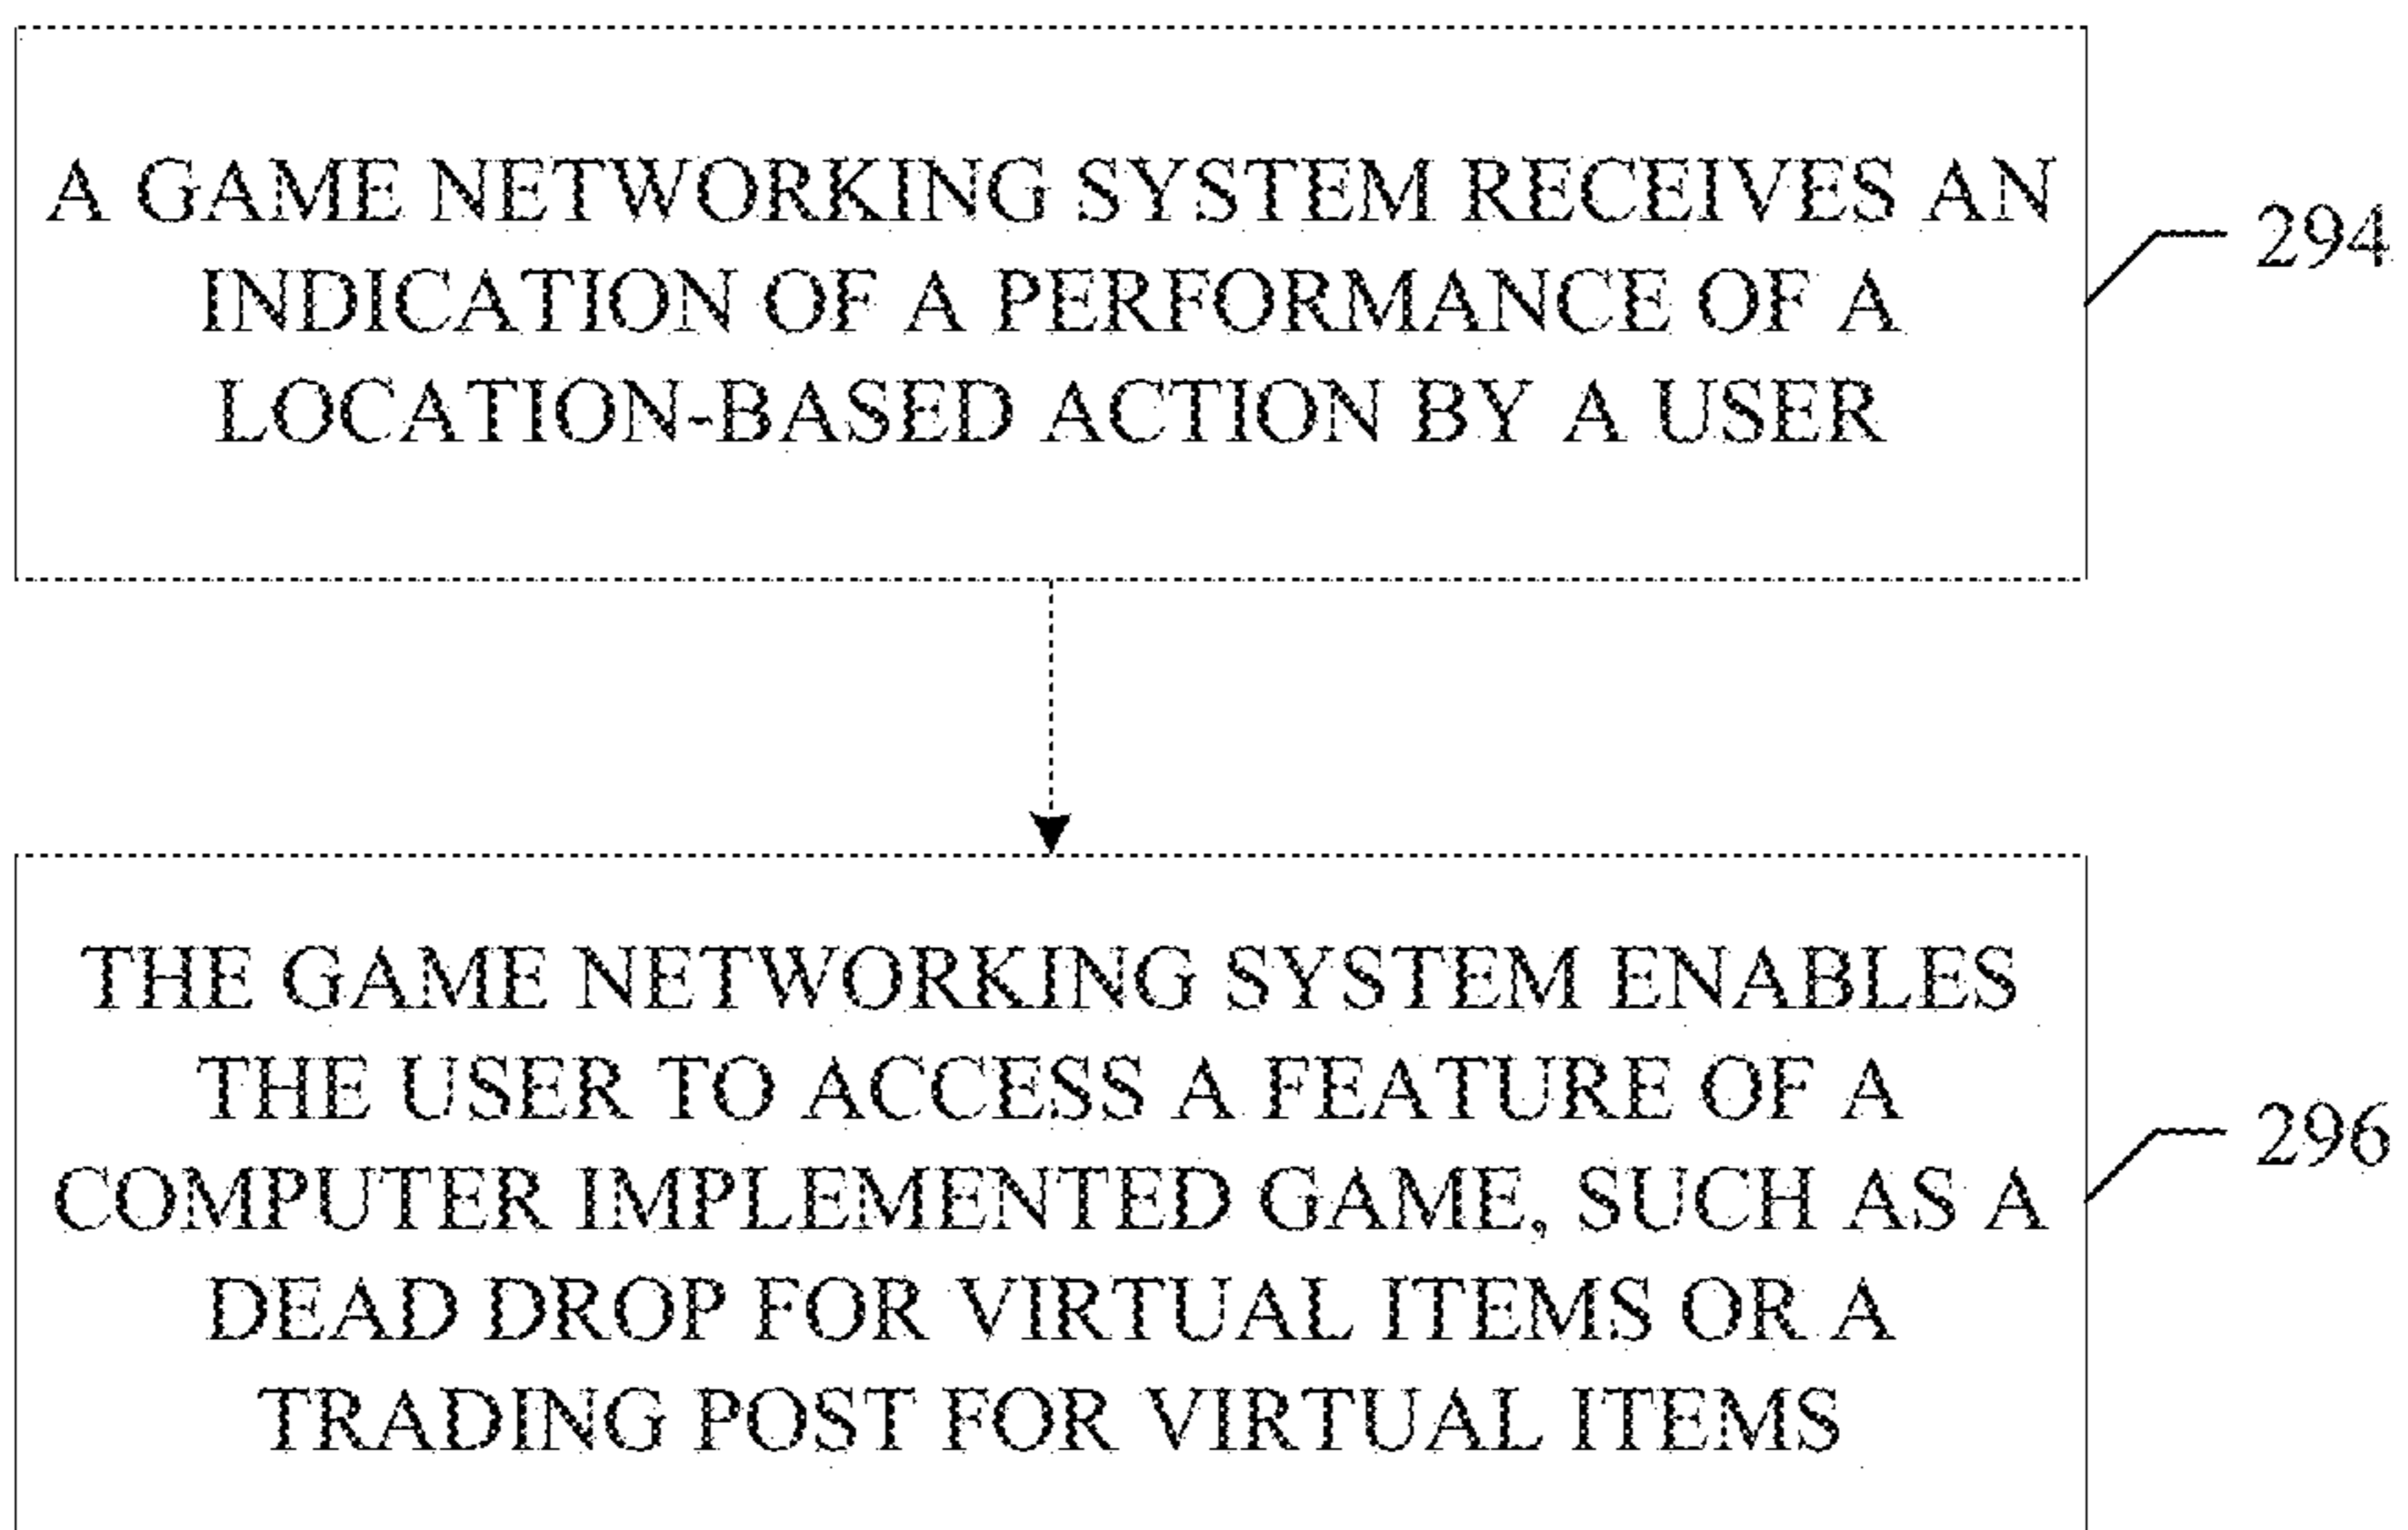 A GAME NETWORKING SYSTEM RECEIVES AN
INDICATION OF A PERFORMANCE OF A
LOCATION-BASED ACTION BY A USER
294
THE GAME NETWORKING SYSTEM ENABLES
THE USER TO ACCESS A FEATURE OF A
COMPUTER IMPLEMENTED GAME, SUCH AS A
DEAD DROP FOR VIRTUAL ITEMS OR A
TRADING POST FOR VIRTUAL ITEMS
296